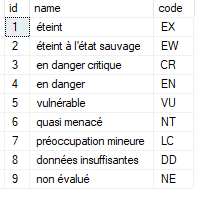 id name code
1 éteint EX
2 éteint à l'état sauvage EW
3 en danger critique CR
4 en danger EN
5 vulnérable VU
6 quasi menacé NT
7 préoccupation mineure LC
8 données insuffisantes DD
9 non évalué NE